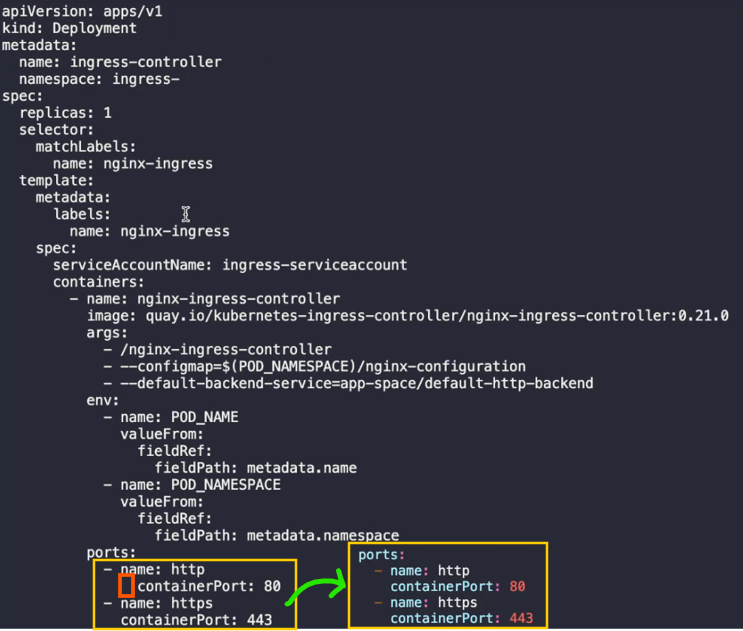 apiVersion: apps/v1
kind: Deployment
metadata:
  name: ingress-controller
  namespace: ingress-
spec:
  replicas: 1
  selector:
    matchLabels:
      name: nginx-ingress
  template:
    metadata:
      labels:
        name: nginx-ingress
    spec:
      serviceAccountName: ingress-serviceaccount
      containers:
        - name: nginx-ingress-controller
          image: quay.io/kubernetes-ingress-controller/nginx-ingress-controller:0.21.0
          args:
            - /nginx-ingress-controller
            - --configmap=$(POD_NAMESPACE)/nginx-configuration
            - --default-backend-service=app-space/default-http-backend
          env:
            - name: POD_NAME
              valueFrom:
                fieldRef:
                  fieldPath: metadata.name
            - name: POD_NAMESPACE
              valueFrom:
                fieldRef:
                  fieldPath: metadata.namespace
          ports:
            - name: http
                containerPort: 80
            - name: https
              containerPort: 443
ports:
  - name: http
    containerPort: 80
  - name: https
    containerPort: 443